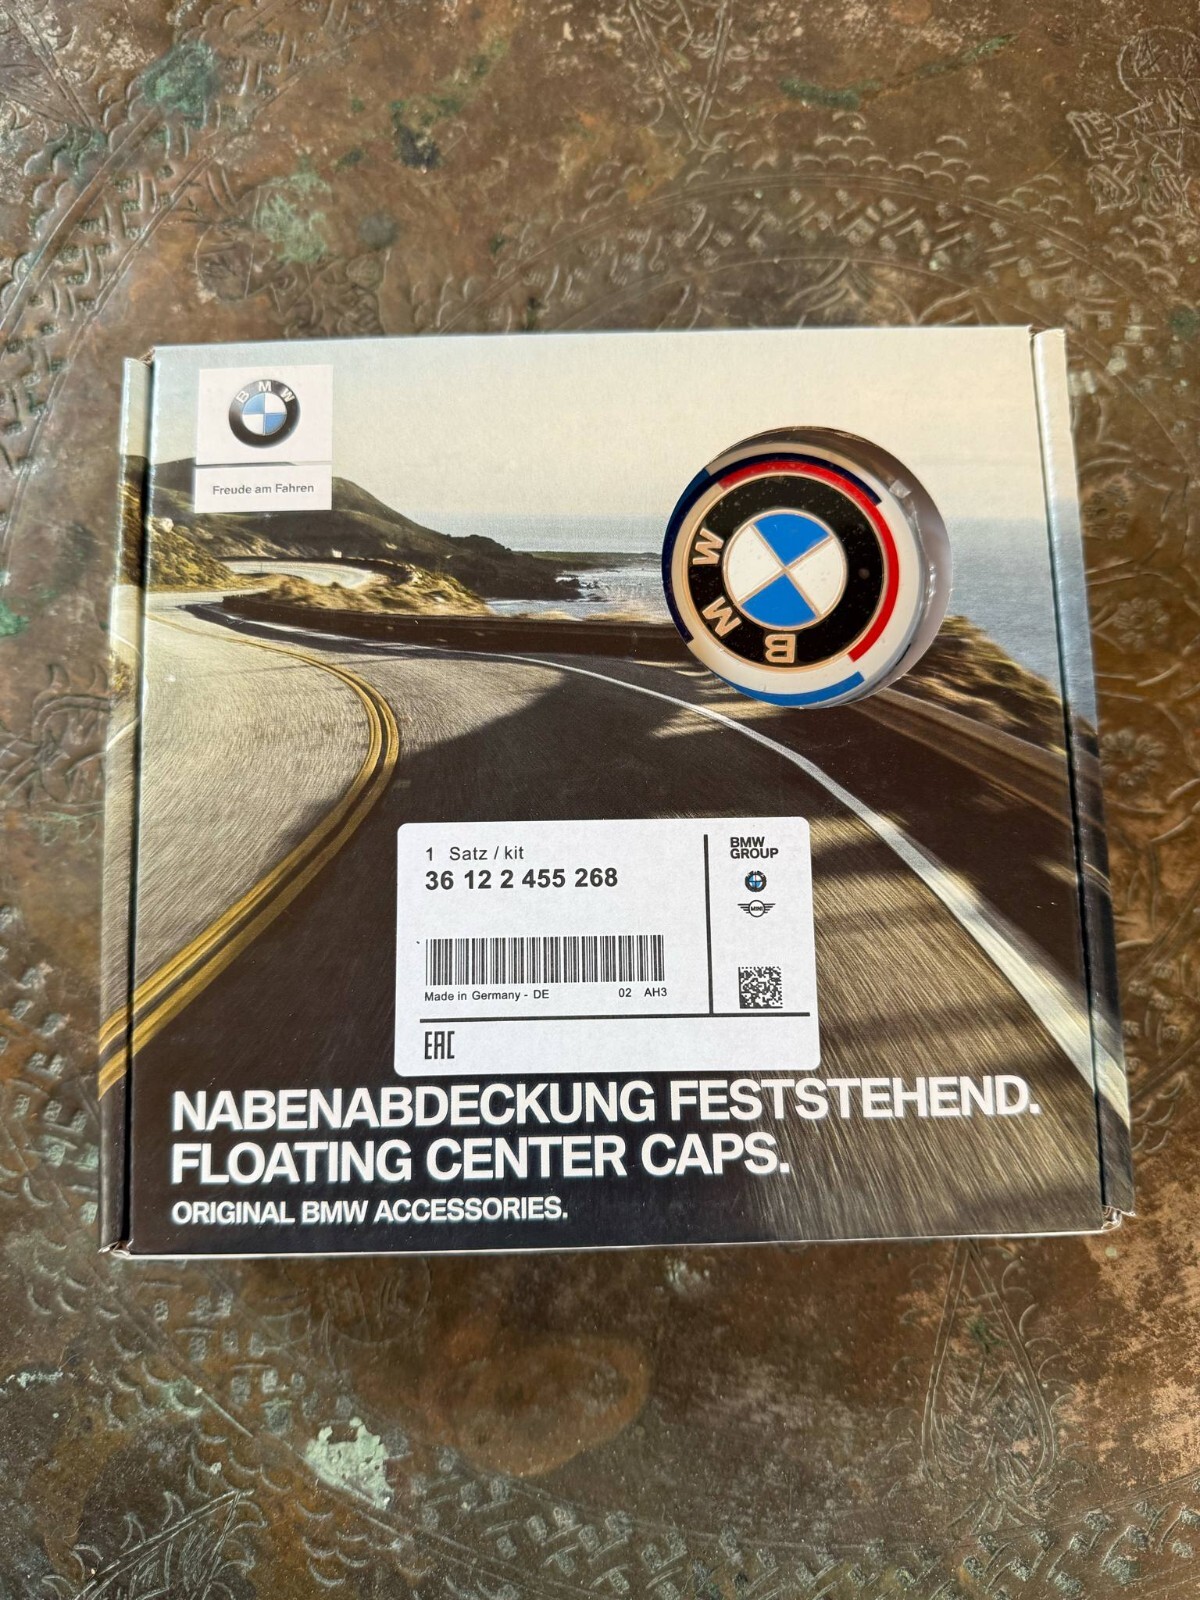 BMW
Freude am Fahren
BMW
1 Satz / kit
36 12 2 455 268
BMW
GROUP
MINI
Made in Germany - DE 02 AH3
EAC
NABENABDECKUNG FESTSTEHEND.
FLOATING CENTER CAPS.
ORIGINAL BMW ACCESSORIES.